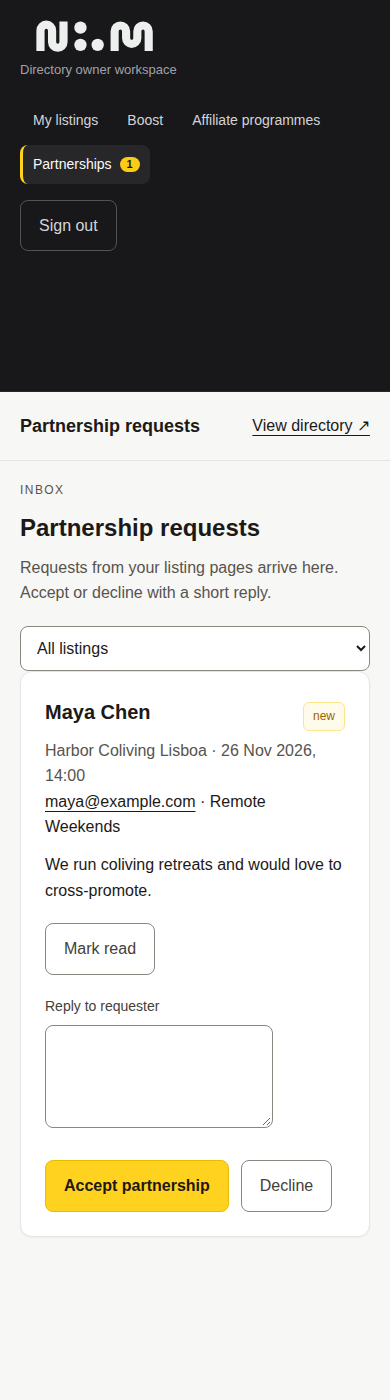 Directory owner workspace
My listings Boost Affiliate programmes
Partnerships 1
Sign out
Partnership requests View directory ↗
INBOX
Partnership requests
Requests from your listing pages arrive here.
Accept or decline with a short reply.
All listings
Maya Chen new
Harbor Coliving Lisboa · 26 Nov 2026,
14:00
maya@example.com · Remote
Weekends
We run coliving retreats and would love to
cross-promote.
Mark read
Reply to requester
Accept partnership Decline